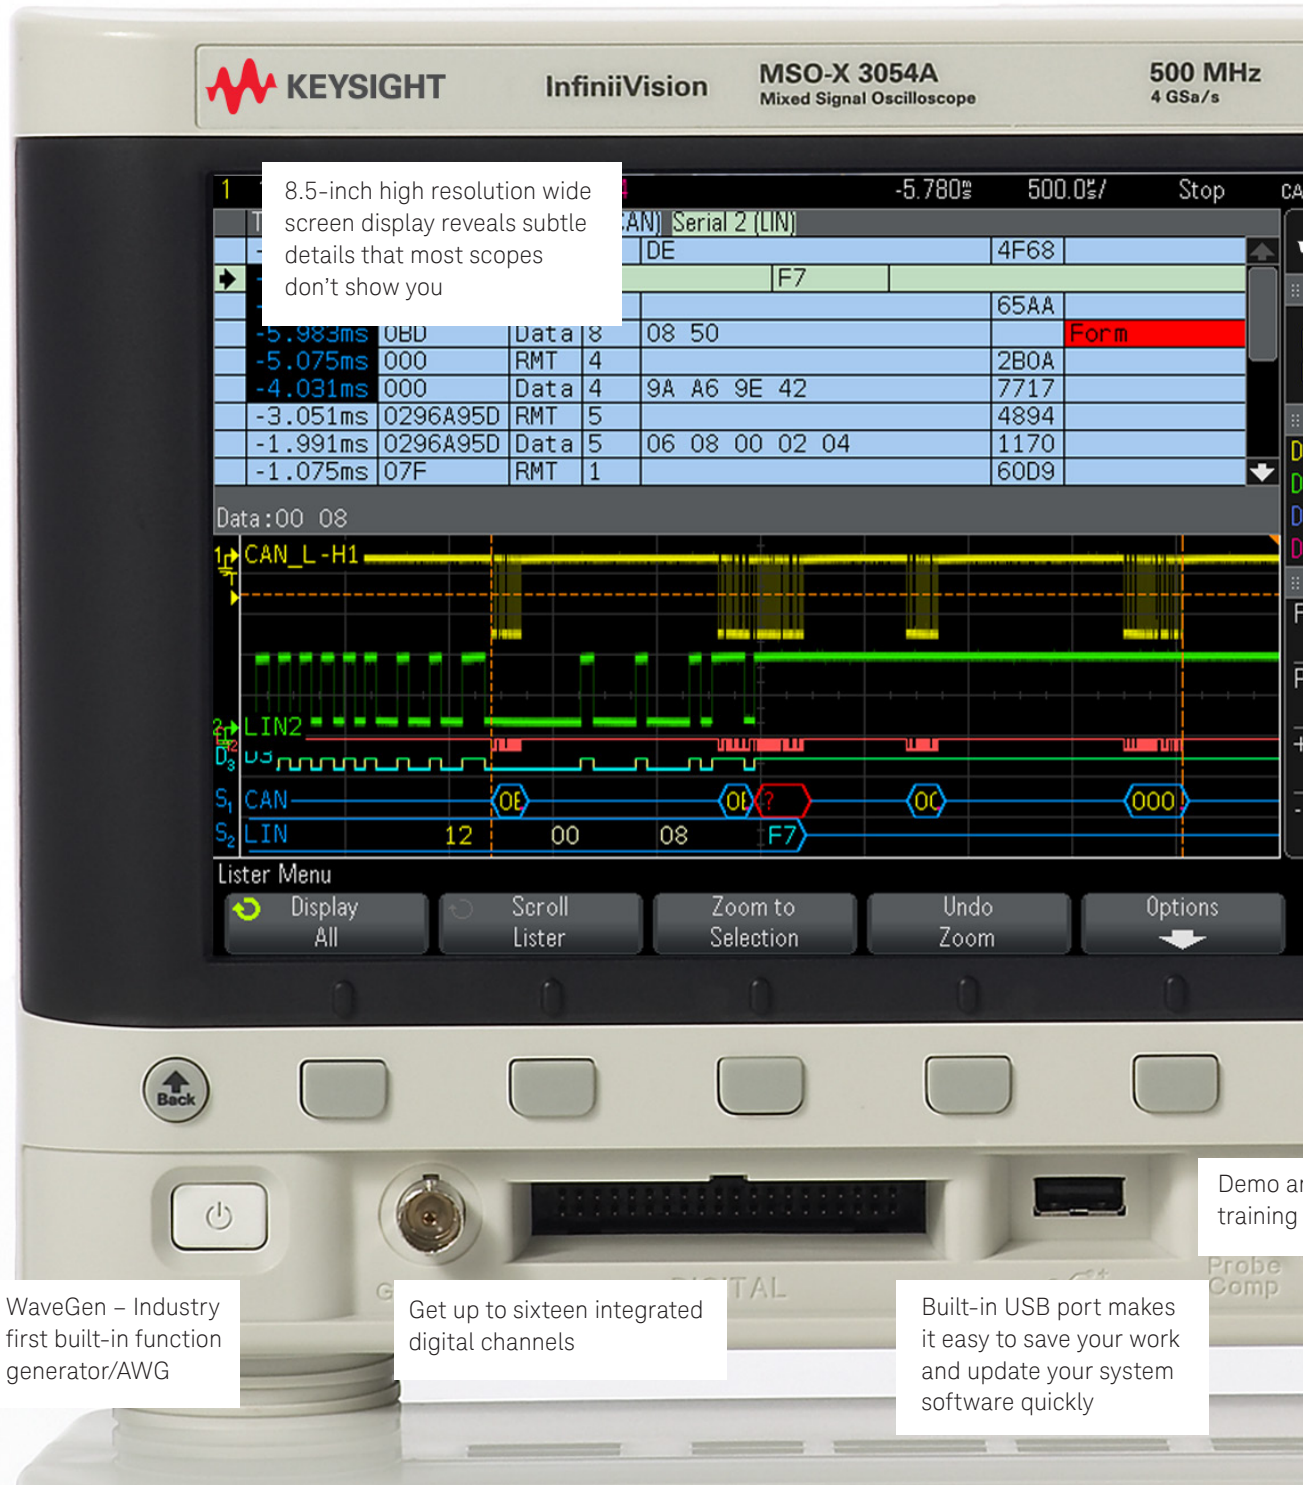 KEYSIGHT InfiniiVision MSO-X 3054A 500 MHz
Mixed Signal Oscilloscope 4 GSa/s
8.5-inch high resolution wide
screen display reveals subtle
details that most scopes
don't show you
1 -5.780ms 500.0us/ Stop
Serial 2 (LIN)
DE 4F68
F7
65AA
-5.983ms 0BD Data 8 08 50 Form
-5.075ms 000 RMT 4 2B0A
-4.031ms 000 Data 4 9A A6 9E 42 7717
-3.051ms 0296A95D RMT 5 4894
-1.991ms 0296A95D Data 5 06 08 00 02 04 1170
-1.075ms 07F RMT 1 60D9
Data:00 08
CAN_L-H1
LIN2
D3
S1 CAN 000
S2 LIN 12 00 08 F7
Lister Menu
Display Scroll Zoom to Undo Options
All Lister Selection Zoom
Back
Demo
training
Probe
Comp
DIGITAL
WaveGen – Industry
first built-in function
generator/AWG
Get up to sixteen integrated
digital channels
Built-in USB port makes
it easy to save your work
and update your system
software quickly